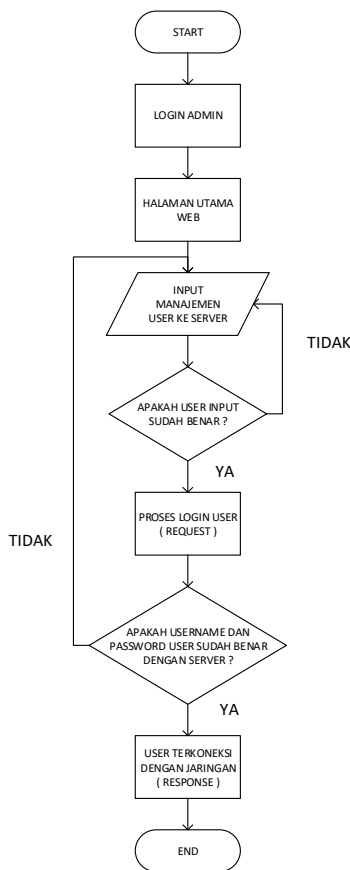 START
LOGIN ADMIN
HALAMAN UTAMA
WEB
INPUT
MANAJEMEN
USER KE SERVER
TIDAK
APAKAH USER INPUT
SUDAH BENAR ?
YA
PROSES LOGIN USER
( REQUEST )
TIDAK
APAKAH USERNAME DAN
PASSWORD USER SUDAH BENAR
DENGAN SERVER ?
YA
USER TERKONEKSI
DENGAN JARINGAN
( RESPONSE )
END